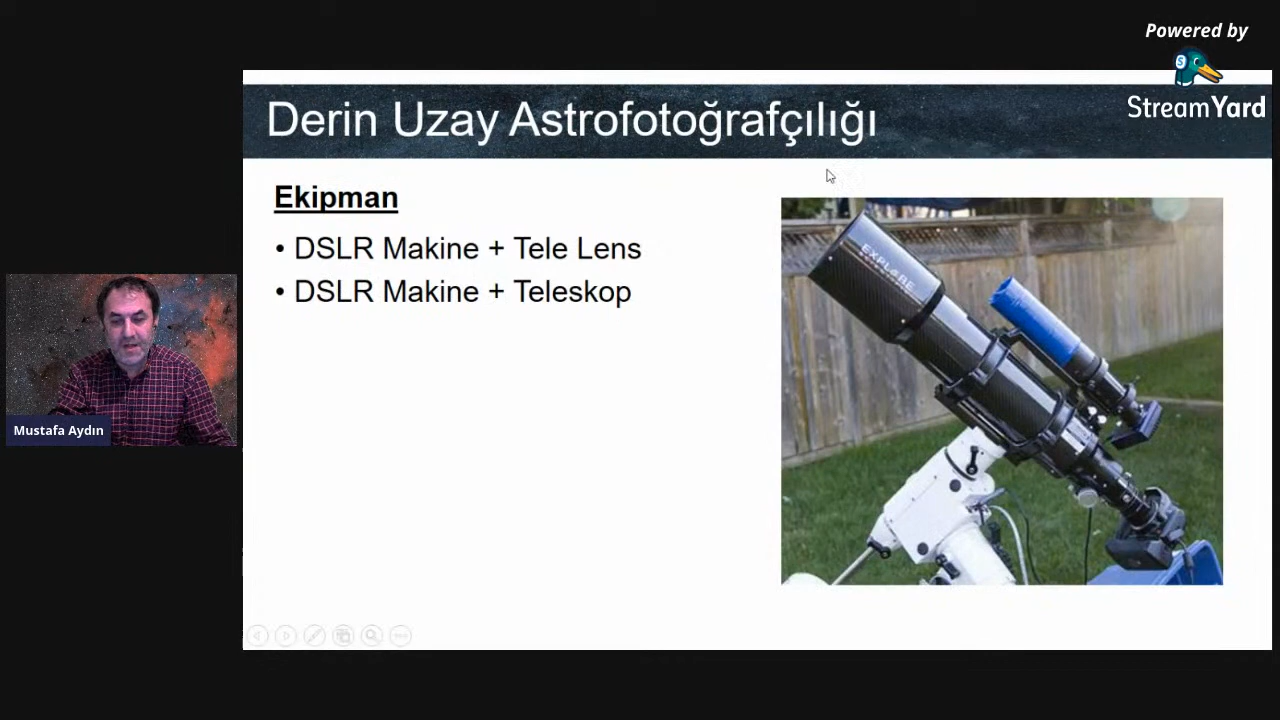 Powered by
StreamYard
Derin Uzay Astrofotoğrafçılığı
Ekipman
• DSLR Makine + Tele Lens
• DSLR Makine + Teleskop
EXPLORE
Mustafa Aydın